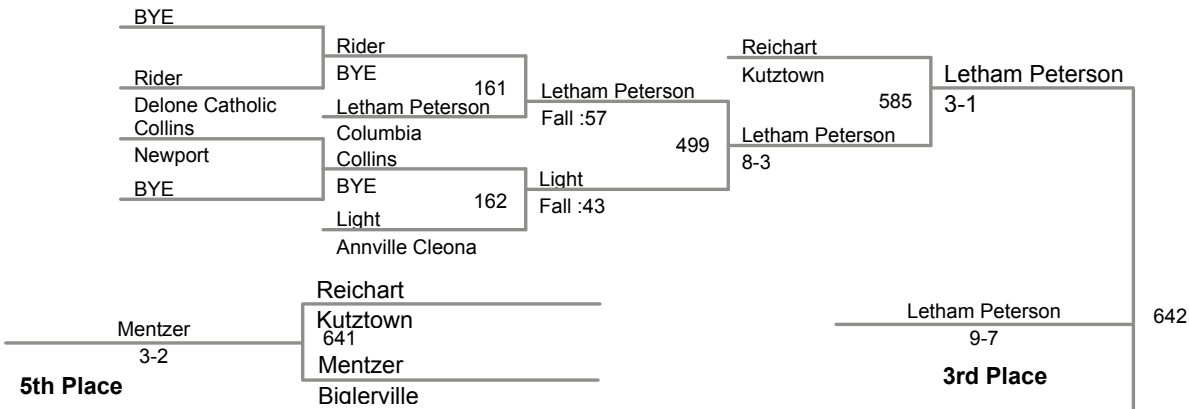 BYE
Rider
Delone Catholic
Collins
Newport
BYE
Rider
BYE
161
Letham Peterson
Columbia
Collins
BYE
162
Light
Annville Cleona
Letham Peterson
Fall :57
499
Light
Fall :43
Reichart
Kutztown
585
Letham Peterson
8-3
Letham Peterson
3-1
Reichart
Kutztown
641
Mentzer
Biglerville
Mentzer
3-2
5th Place
Letham Peterson
9-7
3rd Place
642